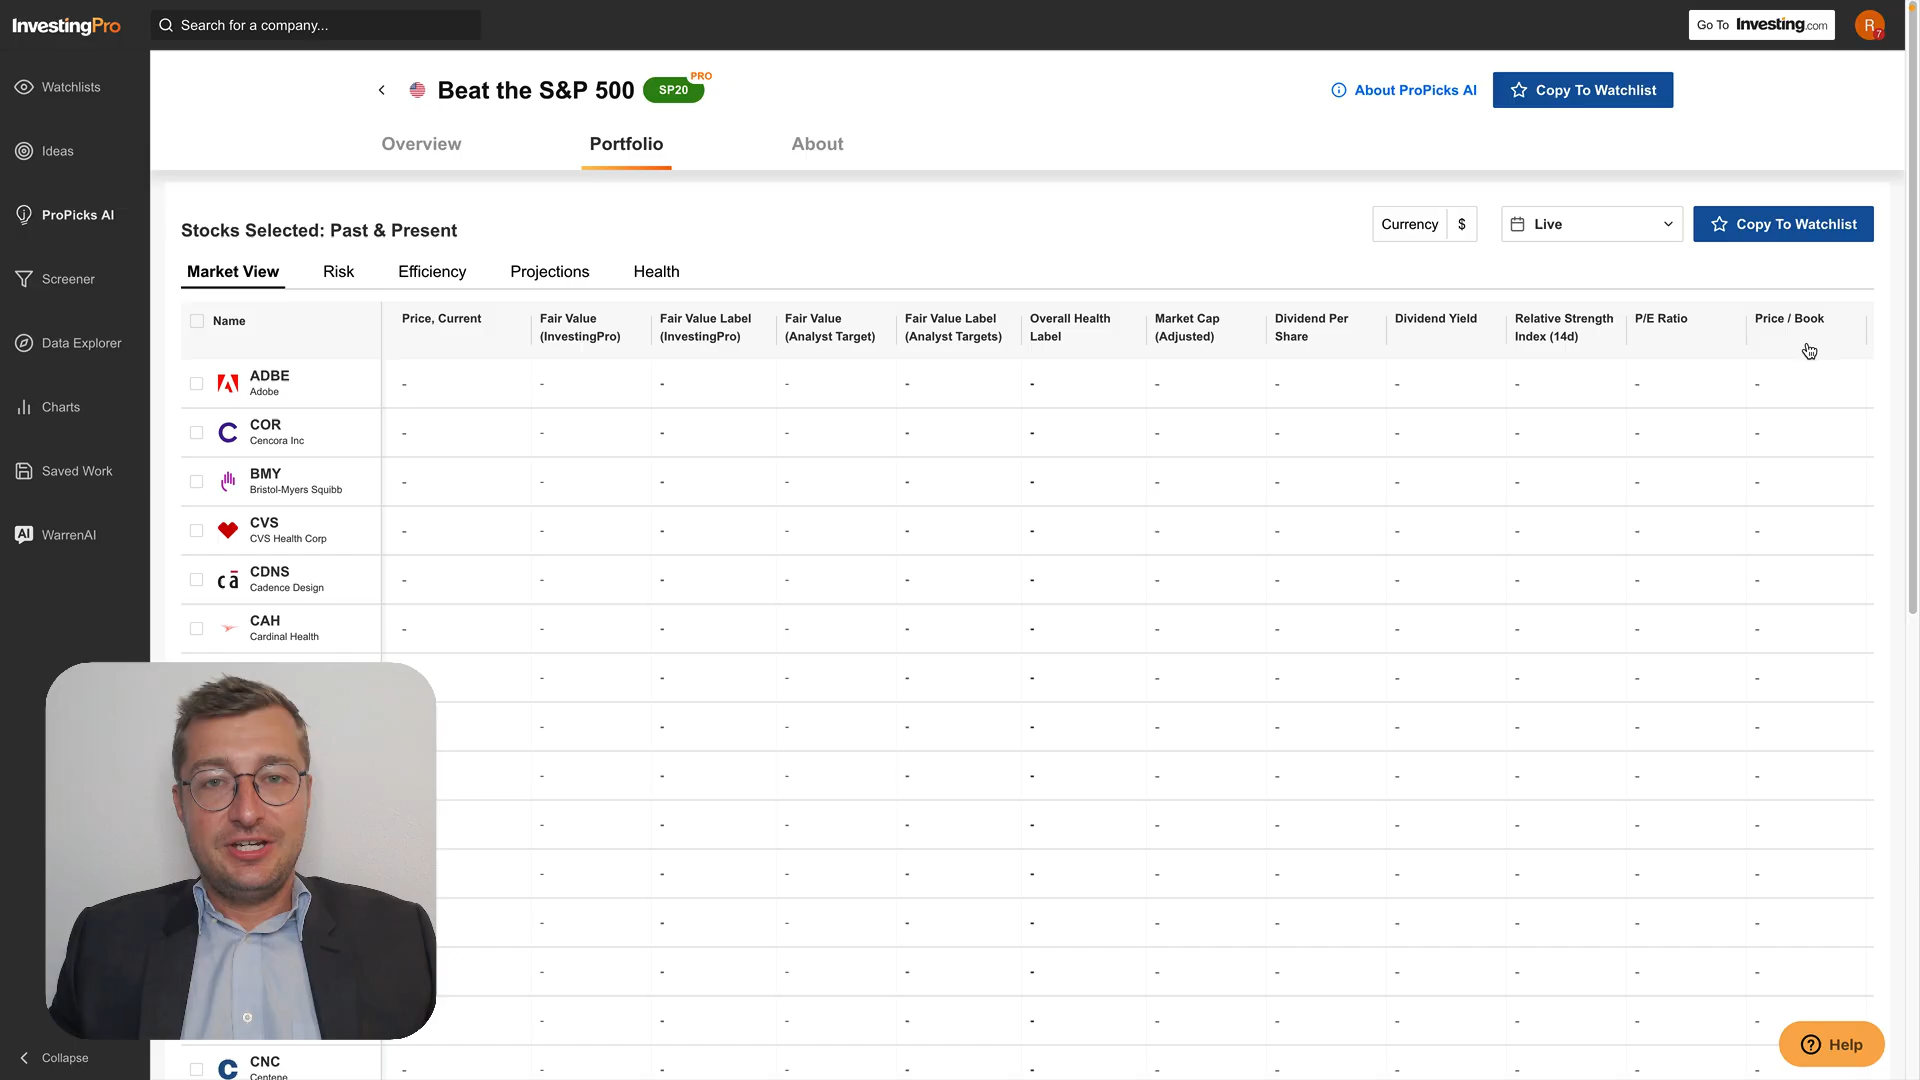 InvestingPro
Search for a company...
Go To Investing.com
R
7
Watchlists
Ideas
ProPicks AI
Screener
Data Explorer
Charts
Saved Work
AI WarrenAI
Collapse
Beat the S&P 500 SP20 PRO
About ProPicks AI
Copy To Watchlist
Overview
Portfolio
About
Stocks Selected: Past & Present
Currency $
Live
Copy To Watchlist
Market View
Risk
Efficiency
Projections
Health
Name
Price, Current
Fair Value
(InvestingPro)
Fair Value Label
(InvestingPro)
Fair Value
(Analyst Target)
Fair Value Label
(Analyst Targets)
Overall Health
Label
Market Cap
(Adjusted)
Dividend Per
Share
Dividend Yield
Relative Strength
Index (14d)
P/E Ratio
Price / Book
ADBE
Adobe
- - - - - - - - - - - -
COR
Cencora Inc
- - - - - - - - - - - -
BMY
Bristol-Myers Squibb
- - - - - - - - - - - -
CVS
CVS Health Corp
- - - - - - - - - - - -
CDNS
Cadence Design
- - - - - - - - - - - -
CAH
Cardinal Health
- - - - - - - - - - - -
- - - - - - - - - - -
- - - - - - - - - - -
- - - - - - - - - - -
- - - - - - - - - - -
- - - - - - - - - - -
- - - - - - - - - - -
- - - - - - - - - - -
- - - - - - - - - - -
CNC
Centene
- - - - - - - - - - - -
Help